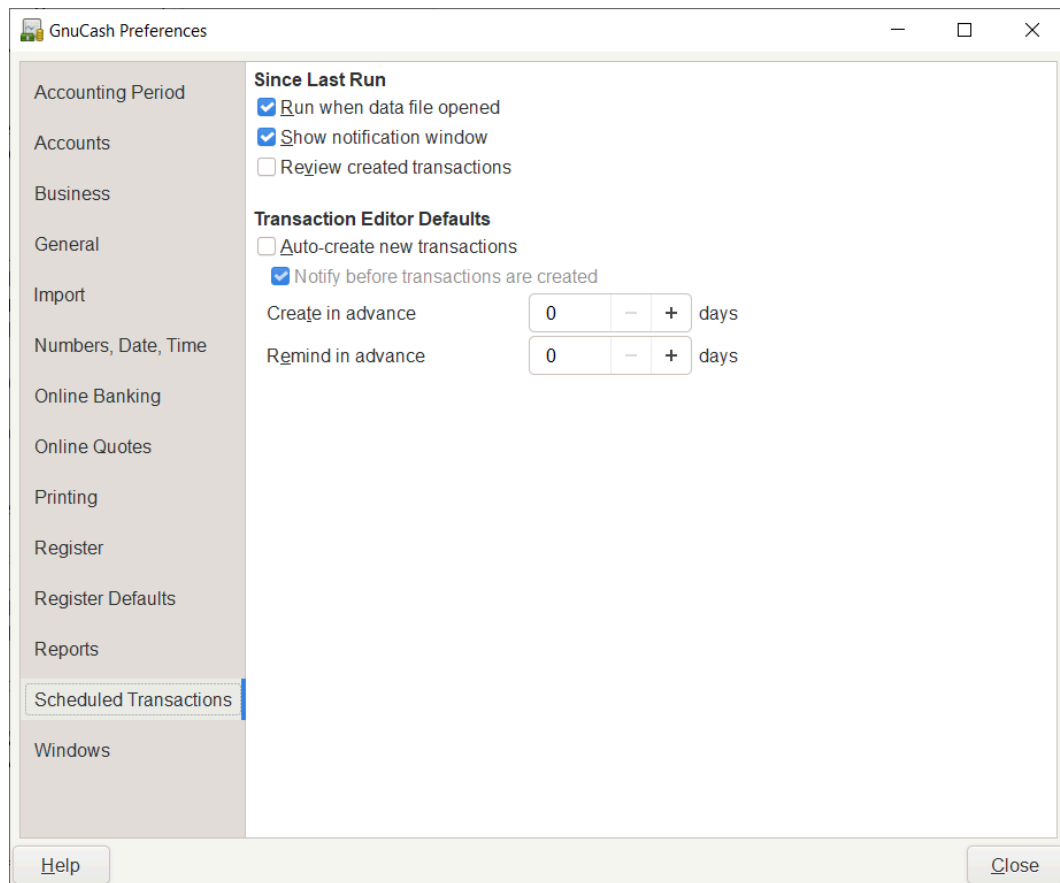 GnuCash Preferences
Accounting Period
Accounts
Business
General
Import
Numbers, Date, Time
Online Banking
Online Quotes
Printing
Register
Register Defaults
Reports
Scheduled Transactions
Windows
Since Last Run
Run when data file opened
Show notification window
Review created transactions
Transaction Editor Defaults
Auto-create new transactions
Notify before transactions are created
Create in advance 0 − + days
Remind in advance 0 − + days
Help
Close